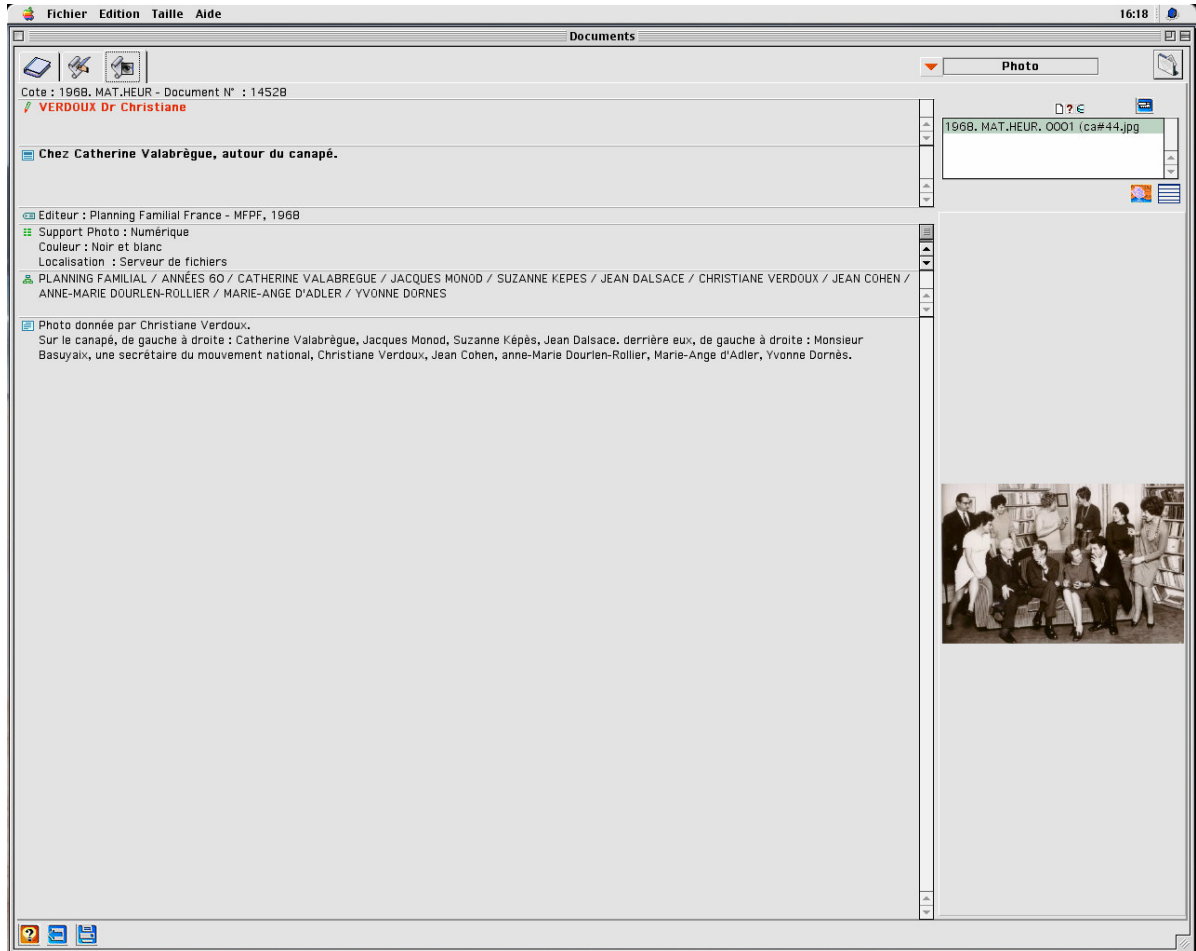 Fichier Edition Taille Aide 16:18
Documents
Photo
Cote : 1968. MAT.HEUR - Document N° : 14528
VERDOUX Dr Christiane
1968. MAT.HEUR. 0001 (ca#44.jpg
Chez Catherine Valabrègue, autour du canapé.
Editeur : Planning Familial France - MFPF, 1968
Support Photo : Numérique
Couleur : Noir et blanc
Localisation : Serveur de fichiers
PLANNING FAMILIAL / ANNÉES 60 / CATHERINE VALABREGUE / JACQUES MONOD / SUZANNE KEPES / JEAN DALSACE / CHRISTIANE VERDOUX / JEAN COHEN /
ANNE-MARIE DOURLEN-ROLLIER / MARIE-ANGE D'ADLER / YVONNE DORNES
Photo donnée par Christiane Verdoux.
Sur le canapé, de gauche à droite : Catherine Valabrègue, Jacques Monod, Suzanne Képès, Jean Dalsace. derrière eux, de gauche à droite : Monsieur
Basuyaix, une secrétaire du mouvement national, Christiane Verdoux, Jean Cohen, anne-Marie Dourlen-Rollier, Marie-Ange d'Adler, Yvonne Dornès.